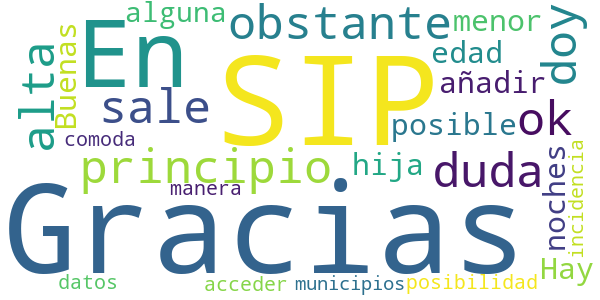 alguna
En
obstante
menor
doy
alta
Buenas
SIP
edad
sale
añadir
comoda
posible
ok
principio
hija
duda
manera
noches
incidencia
Gracias
Hay
datos
acceder
municipios
posibilidad